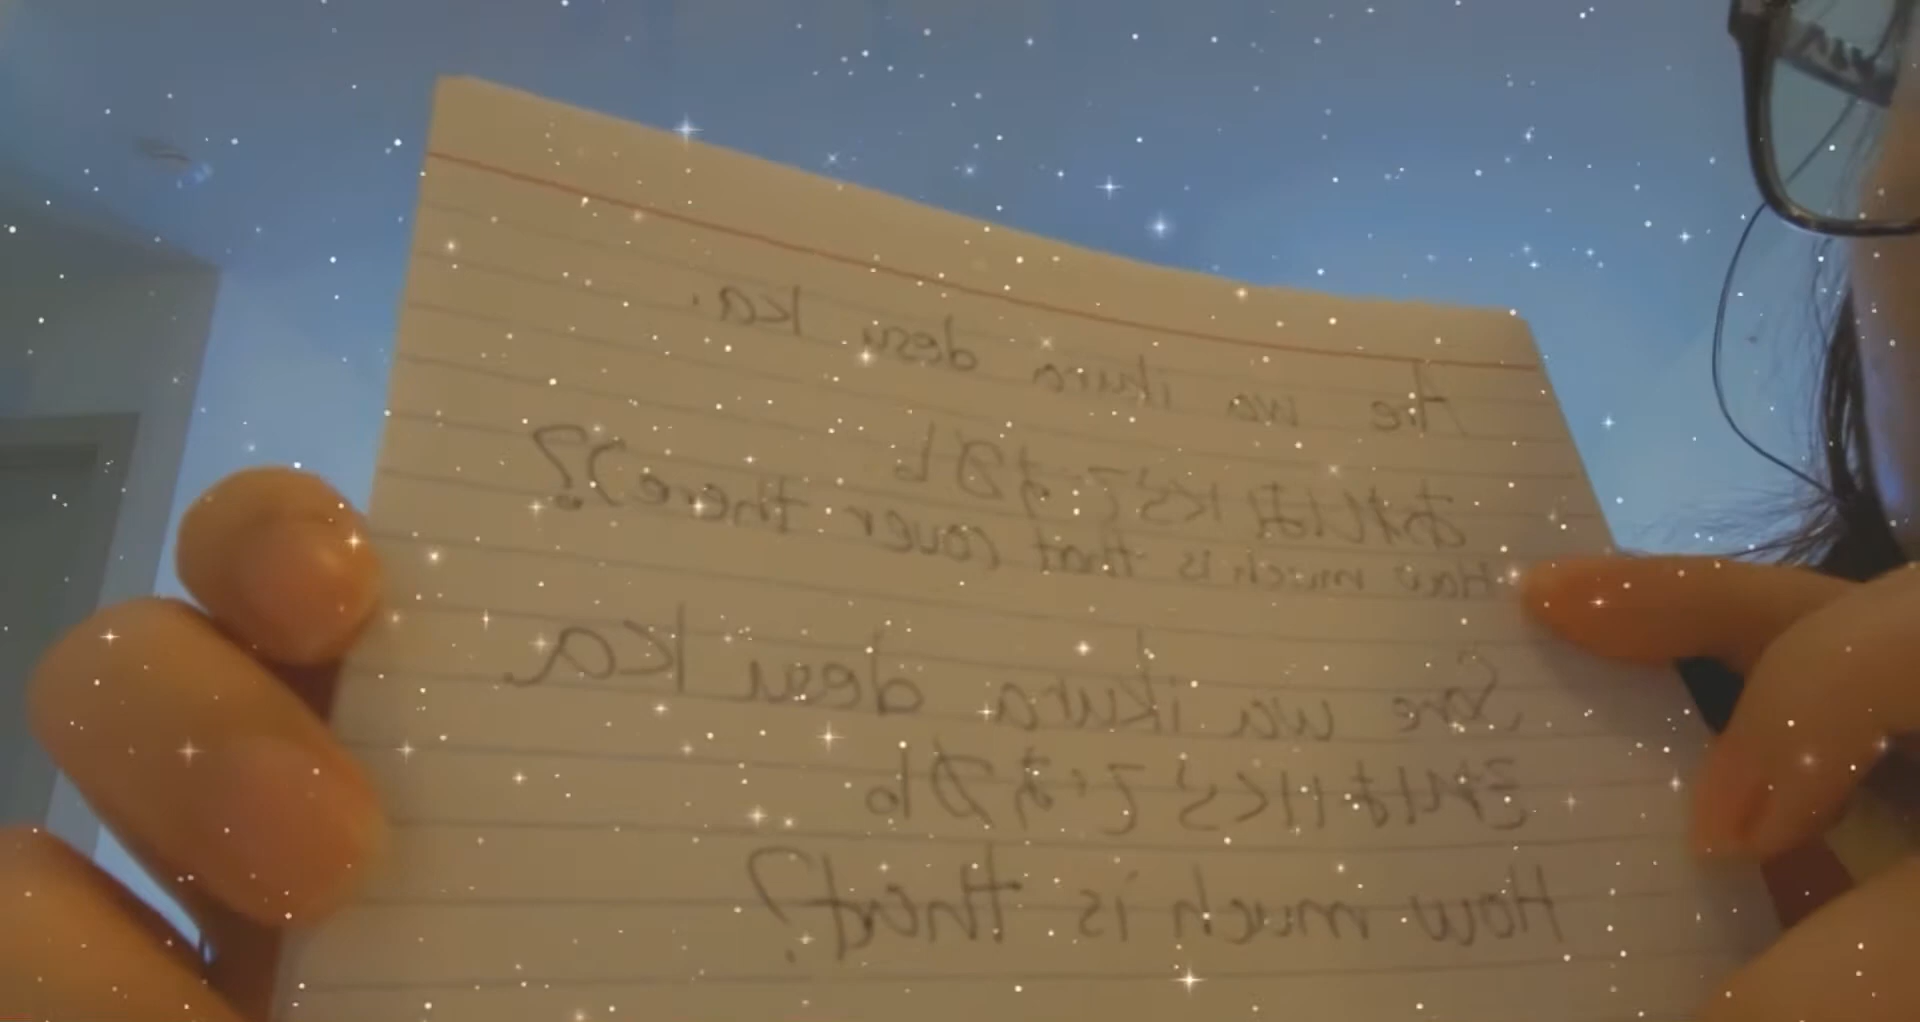 Are wa ikura desu ka.
あれはいくらですか
How much is that (over there)?
Sore wa ikura desu ka
それはいくらですか
How much is that?